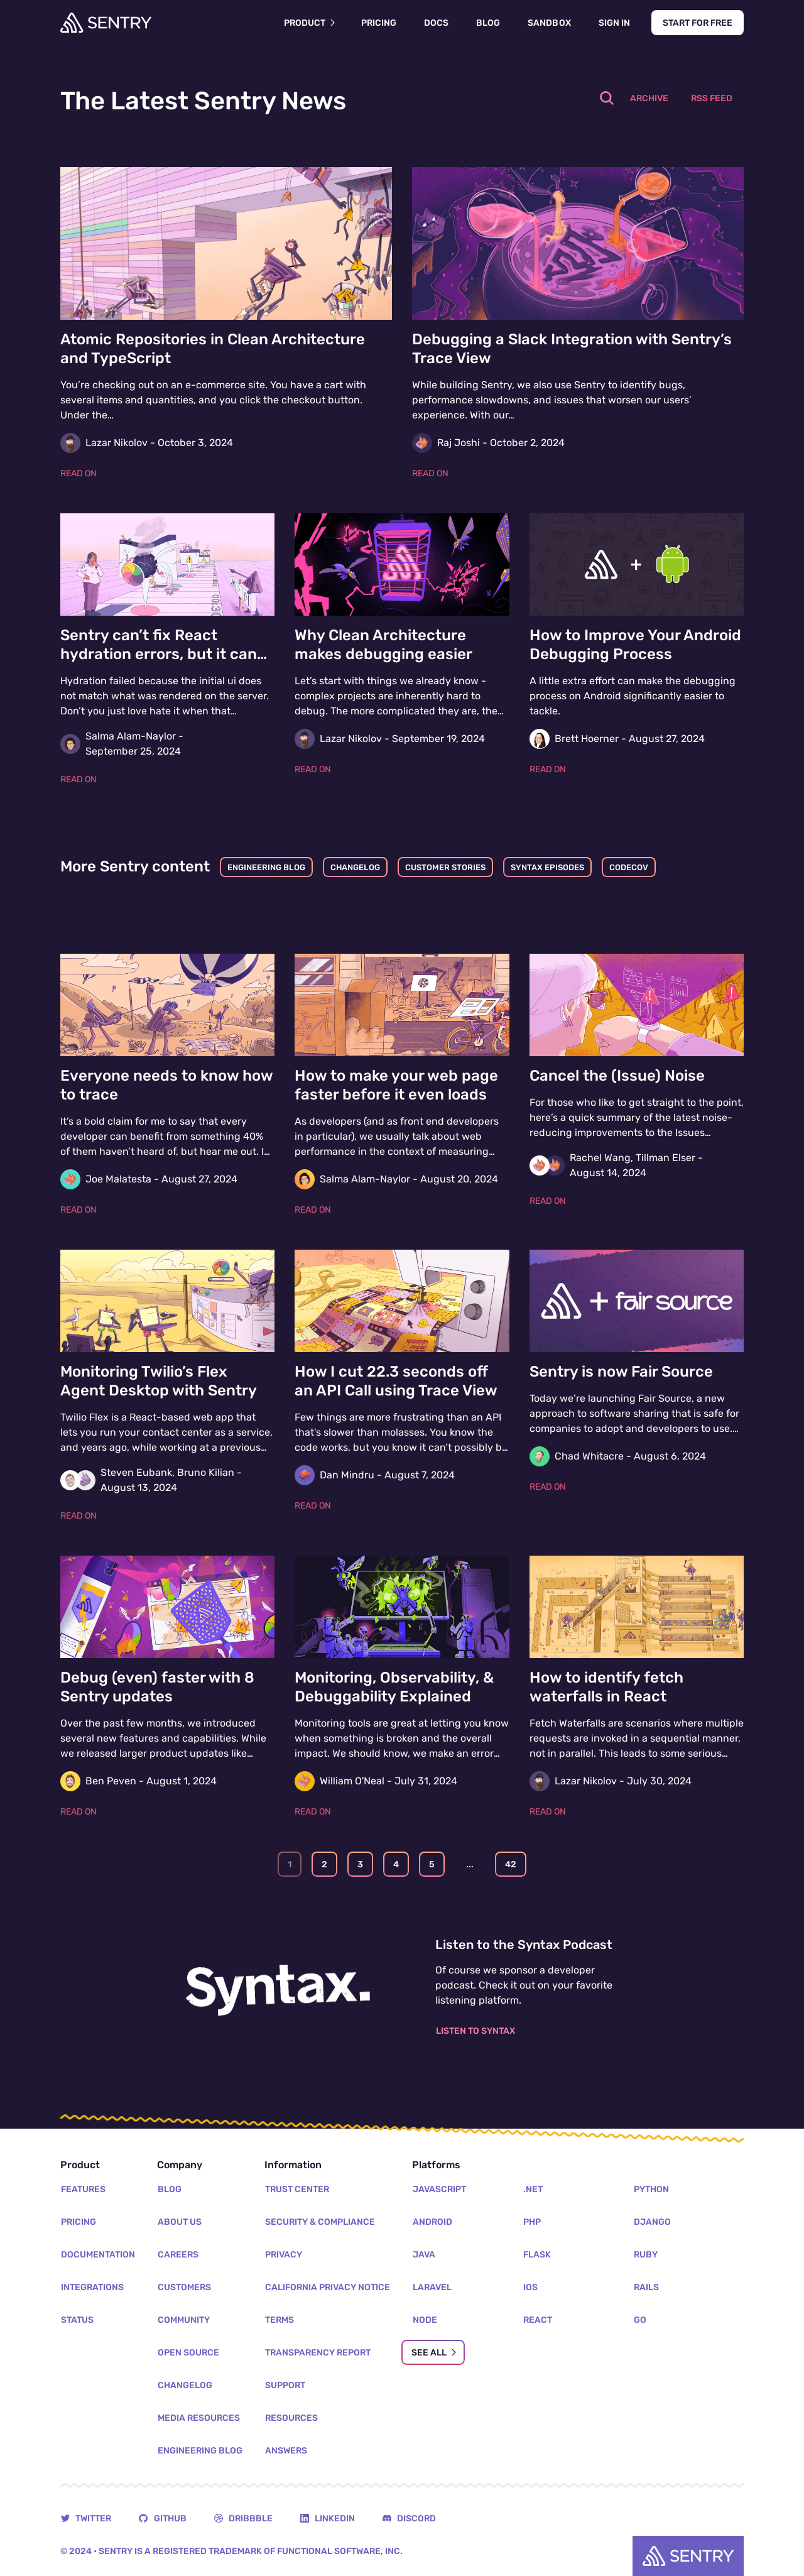 SENTRY
PRODUCT
PRICING
DOCS
BLOG
SANDBOX
SIGN IN
START FOR FREE
The Latest Sentry News
ARCHIVE
RSS FEED
Atomic Repositories in Clean Architecture
and TypeScript
You’re checking out on an e-commerce site. You have a cart with
several items and quantities, and you click the checkout button.
Under the…
Lazar Nikolov - October 3, 2024
READ ON
Debugging a Slack Integration with Sentry’s
Trace View
While building Sentry, we also use Sentry to identify bugs,
performance slowdowns, and issues that worsen our users’
experience. With our…
Raj Joshi - October 2, 2024
READ ON
Sentry can’t fix React
hydration errors, but it can…
Hydration failed because the initial ui does
not match what was rendered on the server.
Don’t you just love hate it when that…
Salma Alam-Naylor -
September 25, 2024
READ ON
Why Clean Architecture
makes debugging easier
Let’s start with things we already know -
complex projects are inherently hard to
debug. The more complicated they are, the…
Lazar Nikolov - September 19, 2024
READ ON
+
How to Improve Your Android
Debugging Process
A little extra effort can make the debugging
process on Android significantly easier to
tackle.
Brett Hoerner - August 27, 2024
READ ON
More Sentry content
ENGINEERING BLOG
CHANGELOG
CUSTOMER STORIES
SYNTAX EPISODES
CODECOV
Everyone needs to know how
to trace
It’s a bold claim for me to say that every
developer can benefit from something 40%
of them haven’t heard of, but hear me out. I…
Joe Malatesta - August 27, 2024
READ ON
How to make your web page
faster before it even loads
As developers (and as front end developers
in particular), we usually talk about web
performance in the context of measuring…
Salma Alam-Naylor - August 20, 2024
READ ON
Cancel the (Issue) Noise
For those who like to get straight to the point,
here’s a quick summary of the latest noise-
reducing improvements to the Issues…
Rachel Wang, Tillman Elser -
August 14, 2024
READ ON
Monitoring Twilio’s Flex
Agent Desktop with Sentry
Twilio Flex is a React-based web app that
lets you run your contact center as a service,
and years ago, while working at a previous…
Steven Eubank, Bruno Kilian -
August 13, 2024
READ ON
How I cut 22.3 seconds off
an API Call using Trace View
Few things are more frustrating than an API
that’s slower than molasses. You know the
code works, but you know it can’t possibly b…
Dan Mindru - August 7, 2024
READ ON
+ fair source
Sentry is now Fair Source
Today we’re launching Fair Source, a new
approach to software sharing that is safe for
companies to adopt and developers to use.…
Chad Whitacre - August 6, 2024
READ ON
Debug (even) faster with 8
Sentry updates
Over the past few months, we introduced
several new features and capabilities. While
we released larger product updates like…
Ben Peven - August 1, 2024
READ ON
Monitoring, Observability, &
Debuggability Explained
Monitoring tools are great at letting you know
when something is broken and the overall
impact. We should know, we make an error…
William O'Neal - July 31, 2024
READ ON
How to identify fetch
waterfalls in React
Fetch Waterfalls are scenarios where multiple
requests are invoked in a sequential manner,
not in parallel. This leads to some serious…
Lazar Nikolov - July 30, 2024
READ ON
1
2
3
4
5
...
42
Syntax.
Listen to the Syntax Podcast
Of course we sponsor a developer
podcast. Check it out on your favorite
listening platform.
LISTEN TO SYNTAX
Product
FEATURES
PRICING
DOCUMENTATION
INTEGRATIONS
STATUS
Company
BLOG
ABOUT US
CAREERS
CUSTOMERS
COMMUNITY
OPEN SOURCE
CHANGELOG
MEDIA RESOURCES
ENGINEERING BLOG
Information
TRUST CENTER
SECURITY & COMPLIANCE
PRIVACY
CALIFORNIA PRIVACY NOTICE
TERMS
TRANSPARENCY REPORT
SUPPORT
RESOURCES
ANSWERS
Platforms
JAVASCRIPT
ANDROID
JAVA
LARAVEL
NODE
SEE ALL
.NET
PHP
FLASK
IOS
REACT
PYTHON
DJANGO
RUBY
RAILS
GO
TWITTER
GITHUB
DRIBBBLE
LINKEDIN
DISCORD
© 2024 • SENTRY IS A REGISTERED TRADEMARK OF FUNCTIONAL SOFTWARE, INC.
SENTRY